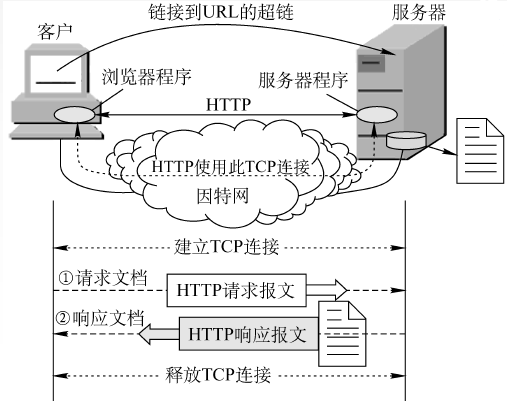 链接到URL的超链
服务器
客户
浏览器程序
服务器程序
HTTP
HTTP使用此TCP连接
因特网
建立TCP连接
①请求文档
HTTP请求报文
②响应文档
HTTP响应报文
释放TCP连接